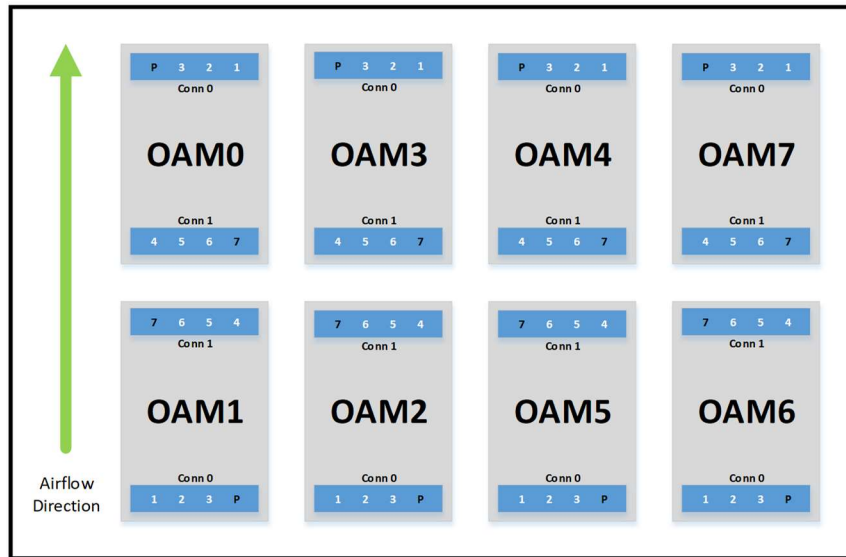 P 3 2 1
Conn 0
OAM0
Conn 1
4 5 6 7
P 3 2 1
Conn 0
OAM3
Conn 1
4 5 6 7
P 3 2 1
Conn 0
OAM4
Conn 1
4 5 6 7
P 3 2 1
Conn 0
OAM7
Conn 1
4 5 6 7
7 6 5 4
Conn 1
OAM1
Conn 0
1 2 3 P
7 6 5 4
Conn 1
OAM2
Conn 0
1 2 3 P
7 6 5 4
Conn 1
OAM5
Conn 0
1 2 3 P
7 6 5 4
Conn 1
OAM6
Conn 0
1 2 3 P
Airflow
Direction